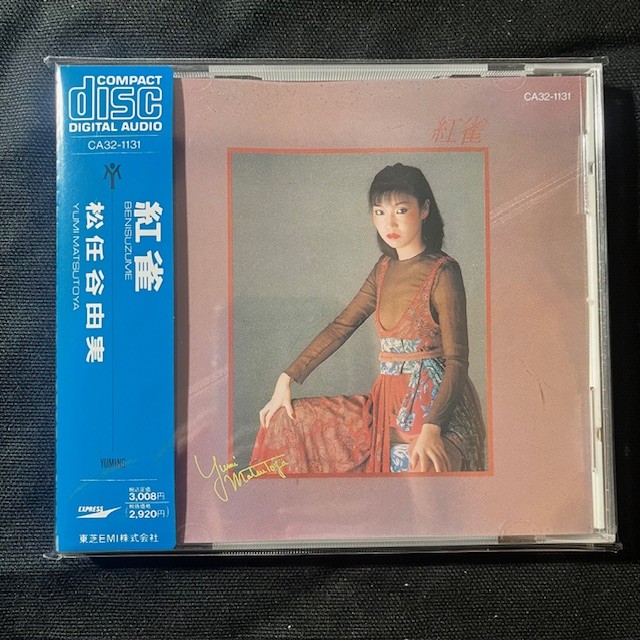 COMPACT
disc
DIGITAL AUDIO
CA32-1131
紅雀
BENISUZUME
松任谷由実
YUMI MATSUTOYA
YUMING
EXPRESS
税込定価
3,008円
税抜価格
2,920円
東芝EMI株式会社
CA32-1131
紅雀
Yumi
Matsutoya